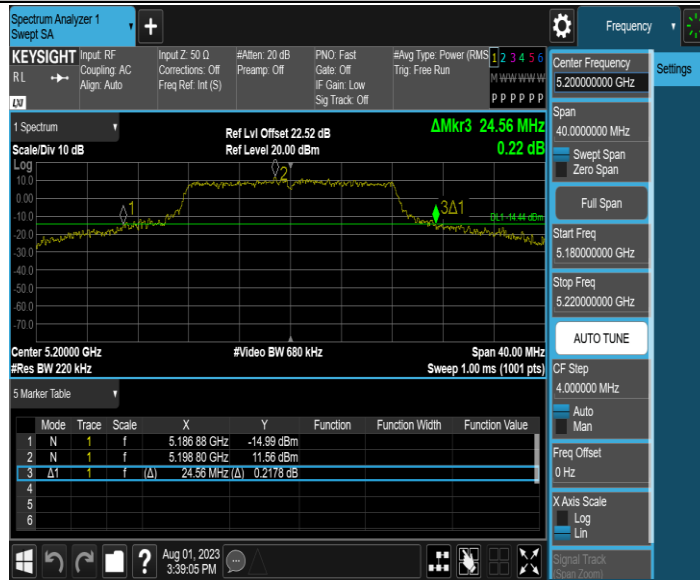 Spectrum Analyzer 1
Swept SA
Frequency
KEYSIGHT
RL
LXI
Input: RF
Coupling: AC
Align: Auto
Input Z: 50 Ω
Corrections: Off
Freq Ref: Int (S)
#Atten: 20 dB
Preamp: Off
PNO: Fast
Gate: Off
IF Gain: Low
Sig Track: Off
#Avg Type: Power (RMS
Trig: Free Run
1 2 3 4 5 6
M W W W W W
P P P P P P
1 Spectrum
Scale/Div 10 dB
Ref Lvl Offset 22.52 dB
Ref Level 20.00 dBm
ΔMkr3 24.56 MHz
0.22 dB
Log
10.0
0.00
-10.0
-20.0
-30.0
-40.0
-50.0
-60.0
-70.0
1
2
3Δ1
DL1 -14.44 dBm
Center 5.20000 GHz
#Video BW 680 kHz
Span 40.00 MHz
#Res BW 220 kHz
Sweep 1.00 ms (1001 pts)
5 Marker Table
Mode Trace Scale X Y Function Function Width Function Value
1 N 1 f 5.186 88 GHz -14.99 dBm
2 N 1 f 5.198 80 GHz 11.56 dBm
3 Δ1 1 f (Δ) 24.56 MHz (Δ) 0.2178 dB
4
5
6
Aug 01, 2023
3:39:05 PM
Center Frequency
5.200000000 GHz
Settings
Span
40.0000000 MHz
Swept Span
Zero Span
Full Span
Start Freq
5.180000000 GHz
Stop Freq
5.220000000 GHz
AUTO TUNE
CF Step
4.000000 MHz
Auto
Man
Freq Offset
0 Hz
X Axis Scale
Log
Lin
Signal Track
(Span Zoom)